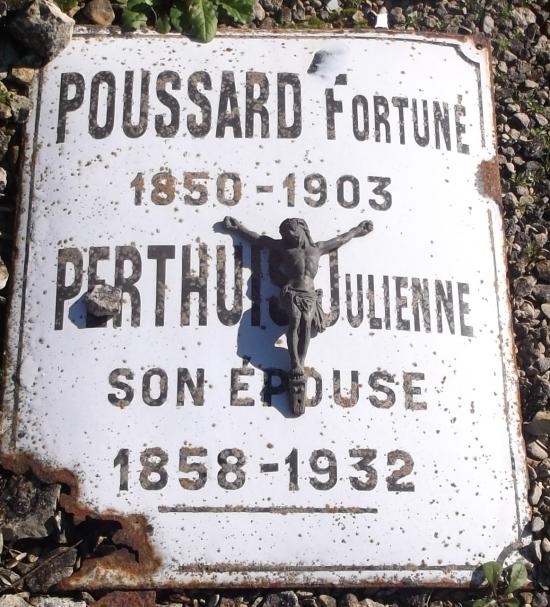 POUSSARD FORTUNÉ
1850-1903
PERTHUIS JULIENNE
SON ÉPOUSE
1858-1932